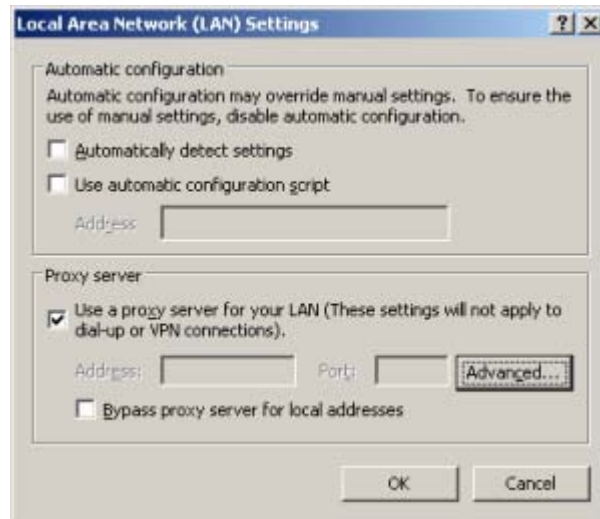 Local Area Network (LAN) Settings
Automatic configuration
Automatic configuration may override manual settings. To ensure the
use of manual settings, disable automatic configuration.
Automatically detect settings
Use automatic configuration script
Address
Proxy server
Use a proxy server for your LAN (These settings will not apply to
dial-up or VPN connections).
Address: Port: Advanced...
Bypass proxy server for local addresses
OK Cancel